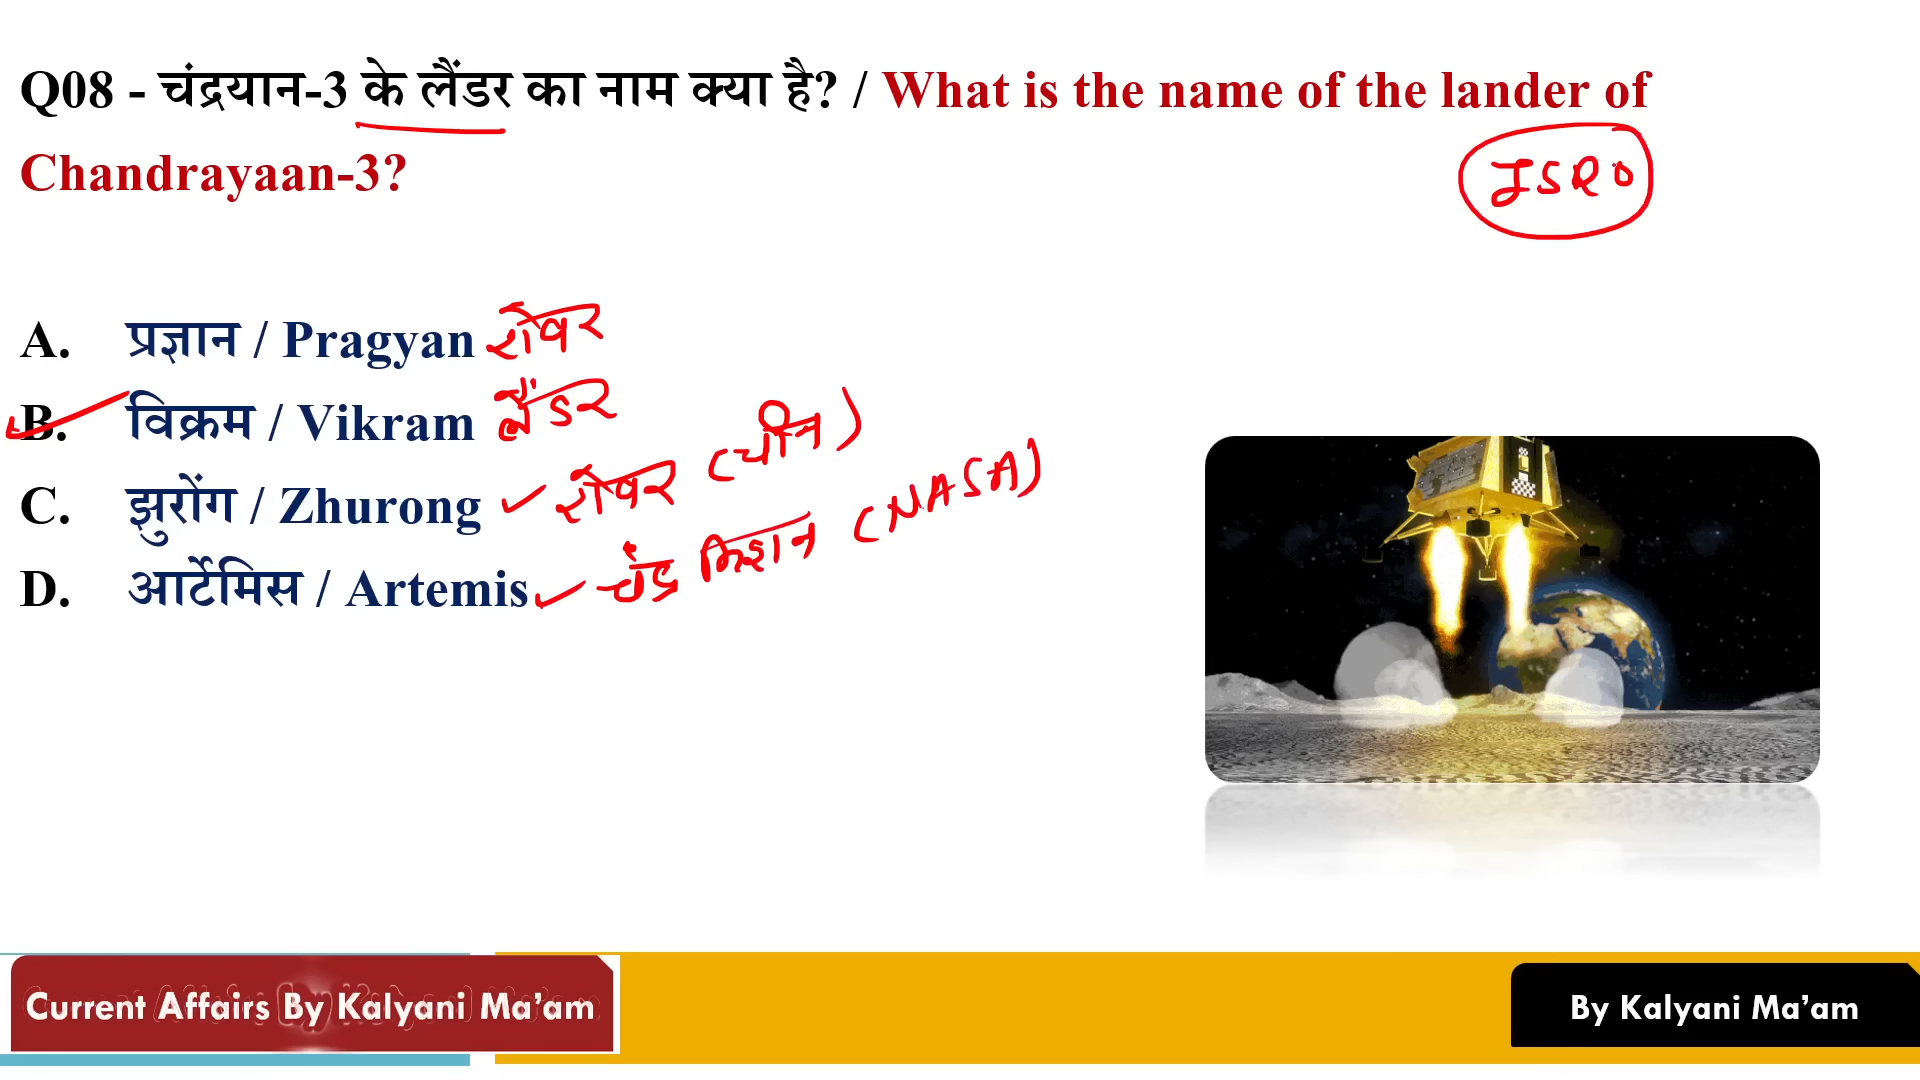 Q08 - चंद्रयान-3 के लैंडर का नाम क्या है? / What is the name of the lander of
Chandrayaan-3?
ISRO
A. प्रज्ञान / Pragyan रोवर
B. विक्रम / Vikram लैंडर
C. झुरोंग / Zhurong रोवर (चीन)
D. आर्टेमिस / Artemis चंद्र मिशन (NASA)
Current Affairs By Kalyani Ma’am
By Kalyani Ma’am